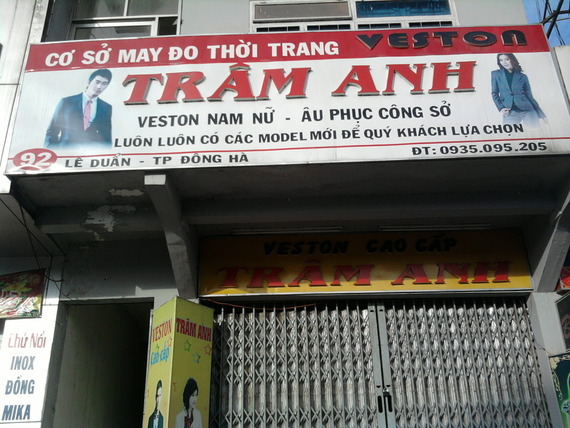 CƠ SỞ MAY ĐO THỜI TRANG VESTON
TRÂM ANH
VESTON NAM NỮ - ÂU PHỤC CÔNG SỞ
LUÔN LUÔN CÓ CÁC MODEL MỚI ĐỂ QUÝ KHÁCH LỰA CHỌN
92 LÊ DUẨN - TP ĐÔNG HÀ ĐT: 0935.095.205
VESTON CAO CẤP
TRÂM ANH
VESTON
Cao cấp
TRÂM ANH
Chữ Nổi
INOX
ĐỒNG
MIKA